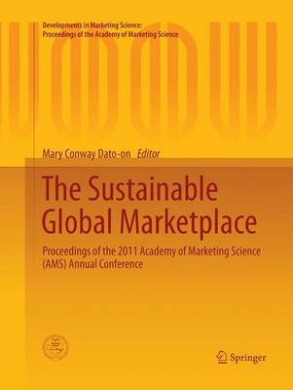 Developments in Marketing Science:
Proceedings of the Academy of Marketing Science
Mary Conway Dato-on Editor
The Sustainable
Global Marketplace
Proceedings of the 2011 Academy of Marketing Science
(AMS) Annual Conference
Springer